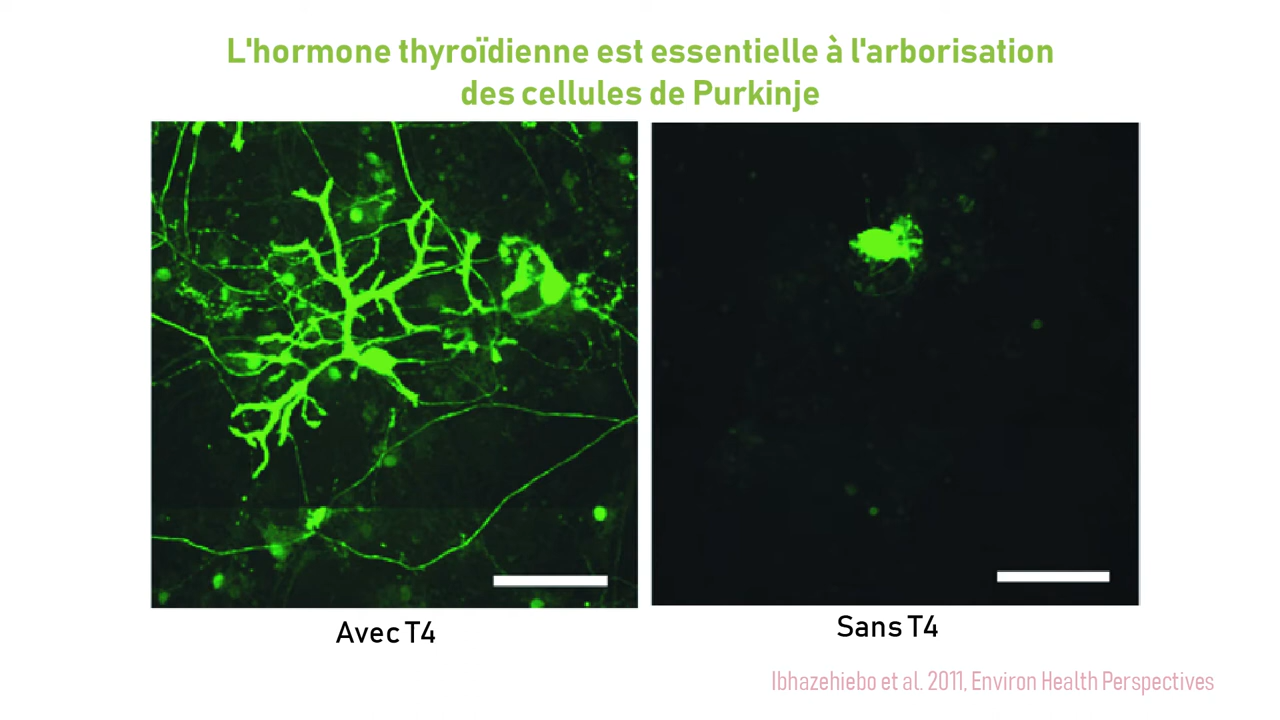 L'hormone thyroïdienne est essentielle à l'arborisation
des cellules de Purkinje
Avec T4
Sans T4
Ibhazehiebo et al. 2011, Environ Health Perspectives